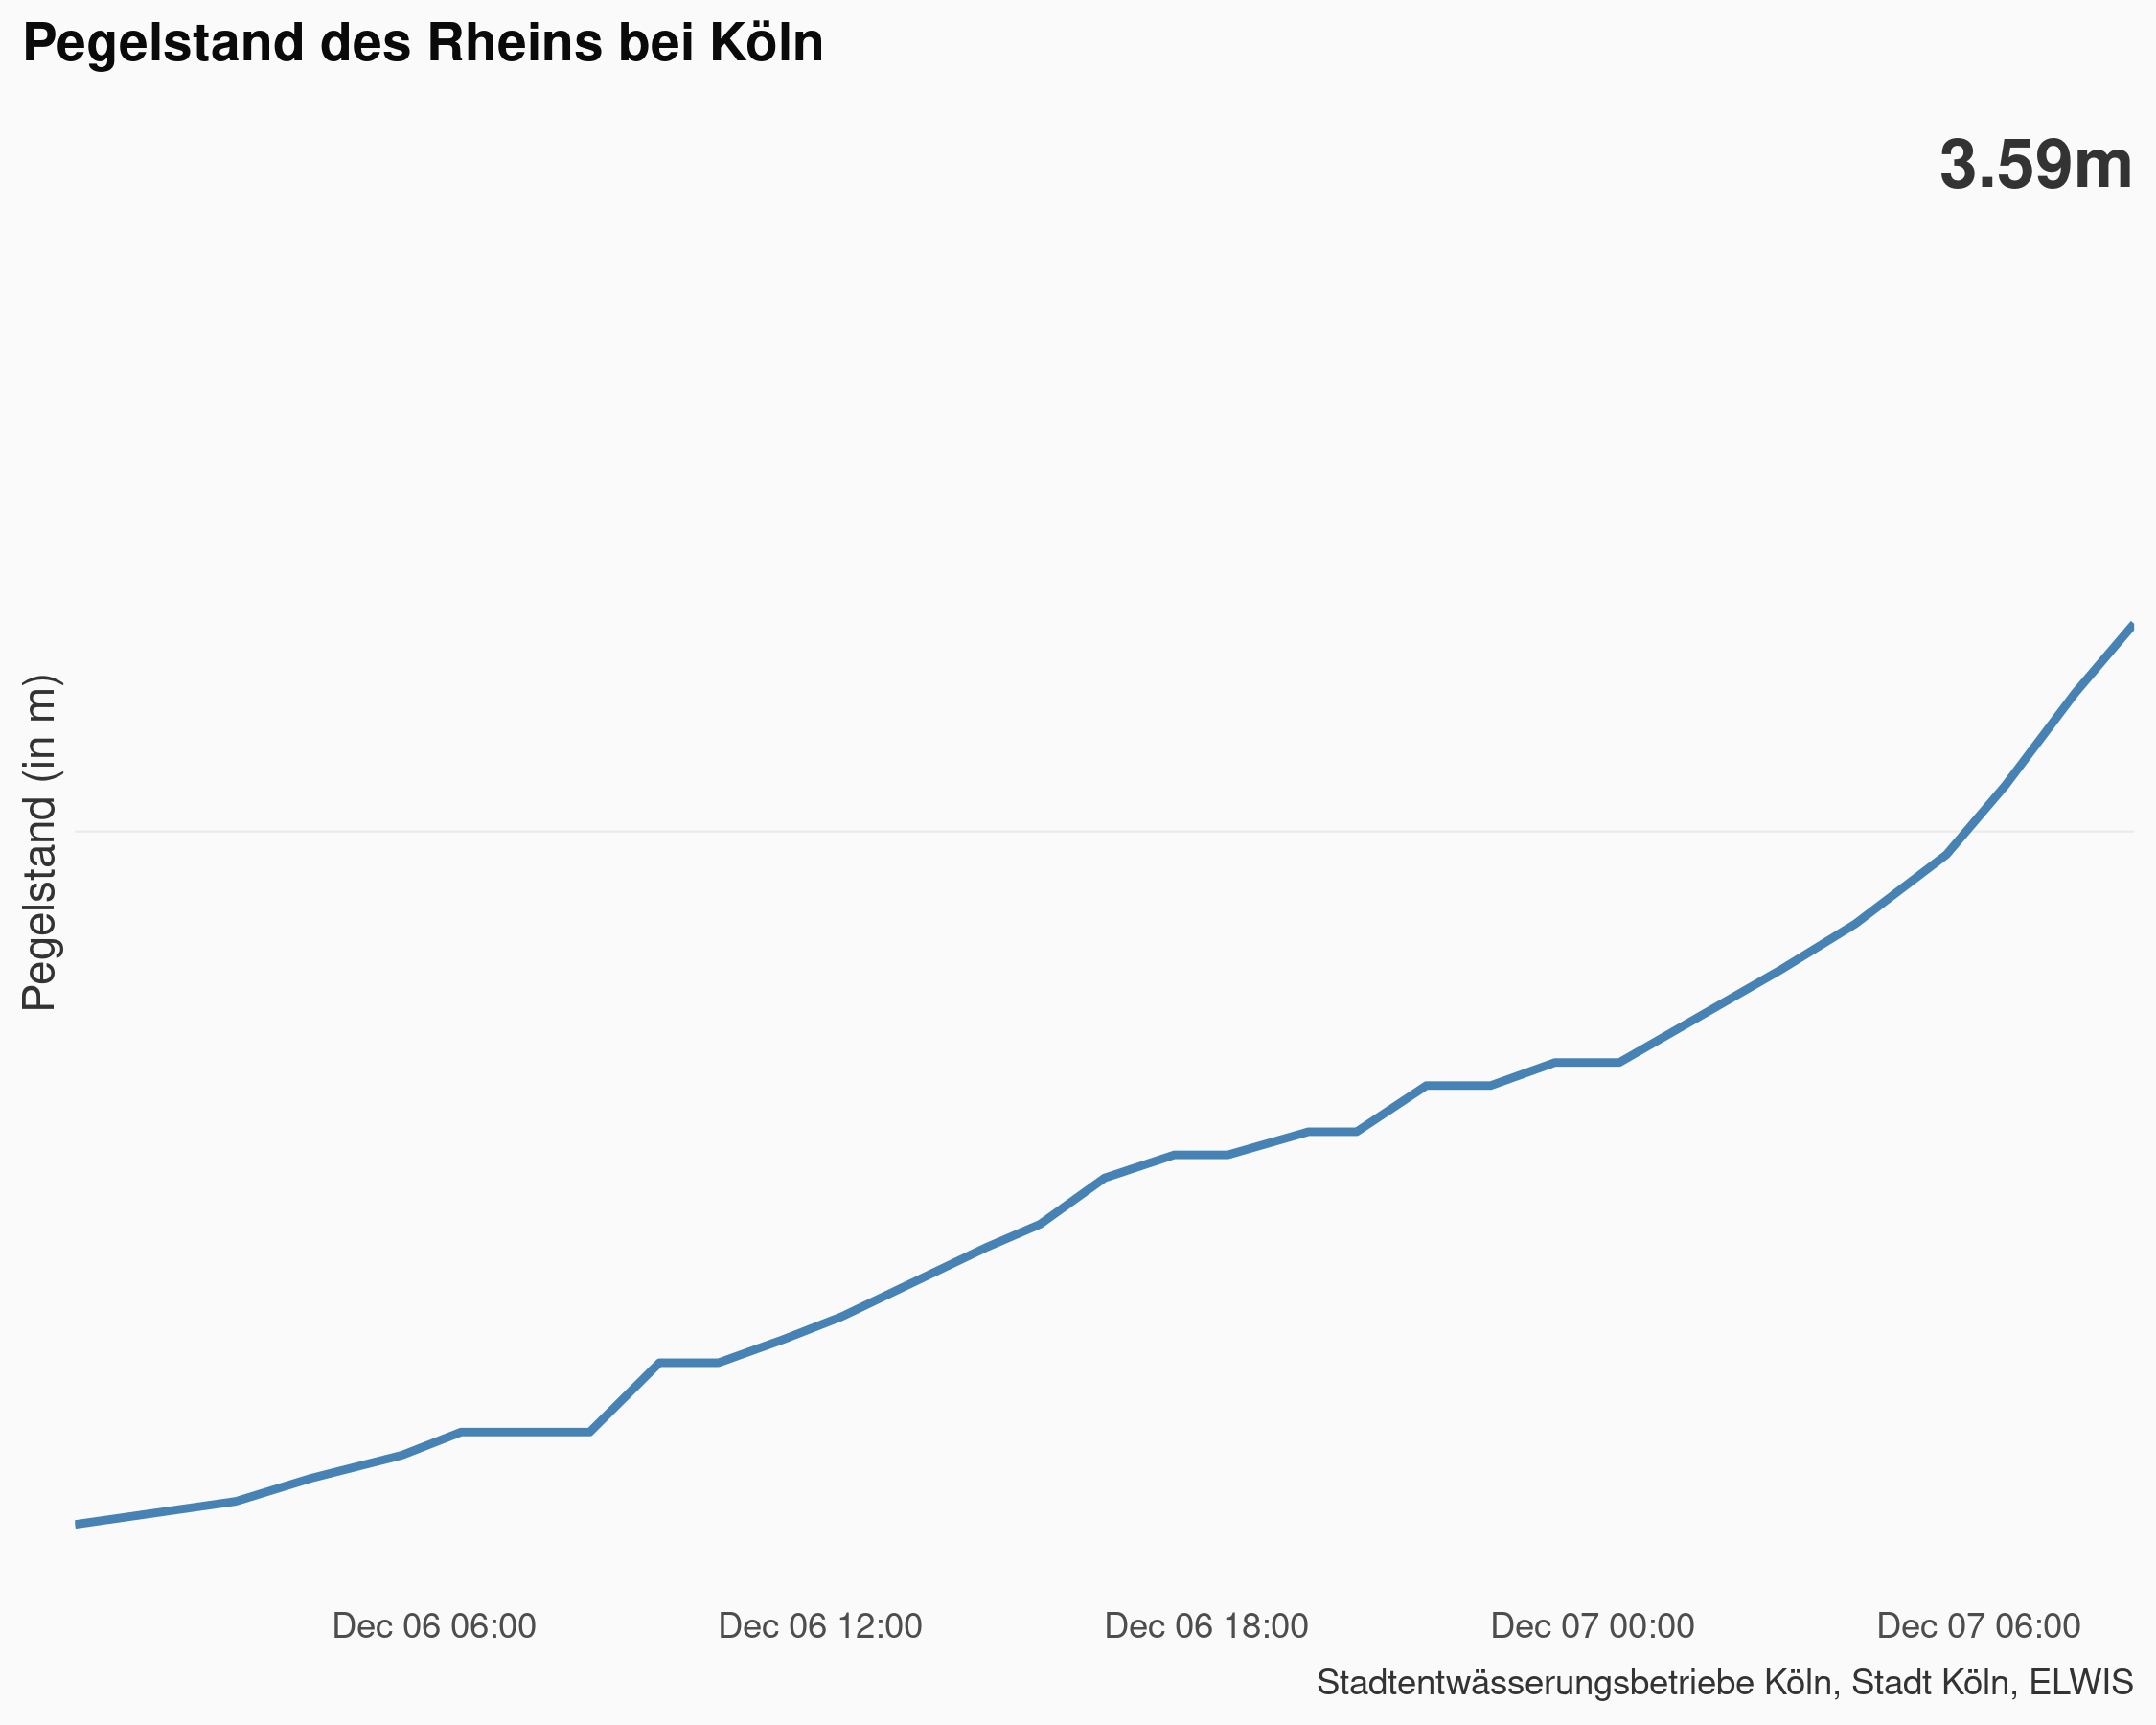 Pegelstand des Rheins bei Köln
3.59m
Pegelstand (in m)
Dec 06 06:00 Dec 06 12:00 Dec 06 18:00 Dec 07 00:00 Dec 07 06:00
Stadtentwässerungsbetriebe Köln, Stadt Köln, ELWIS